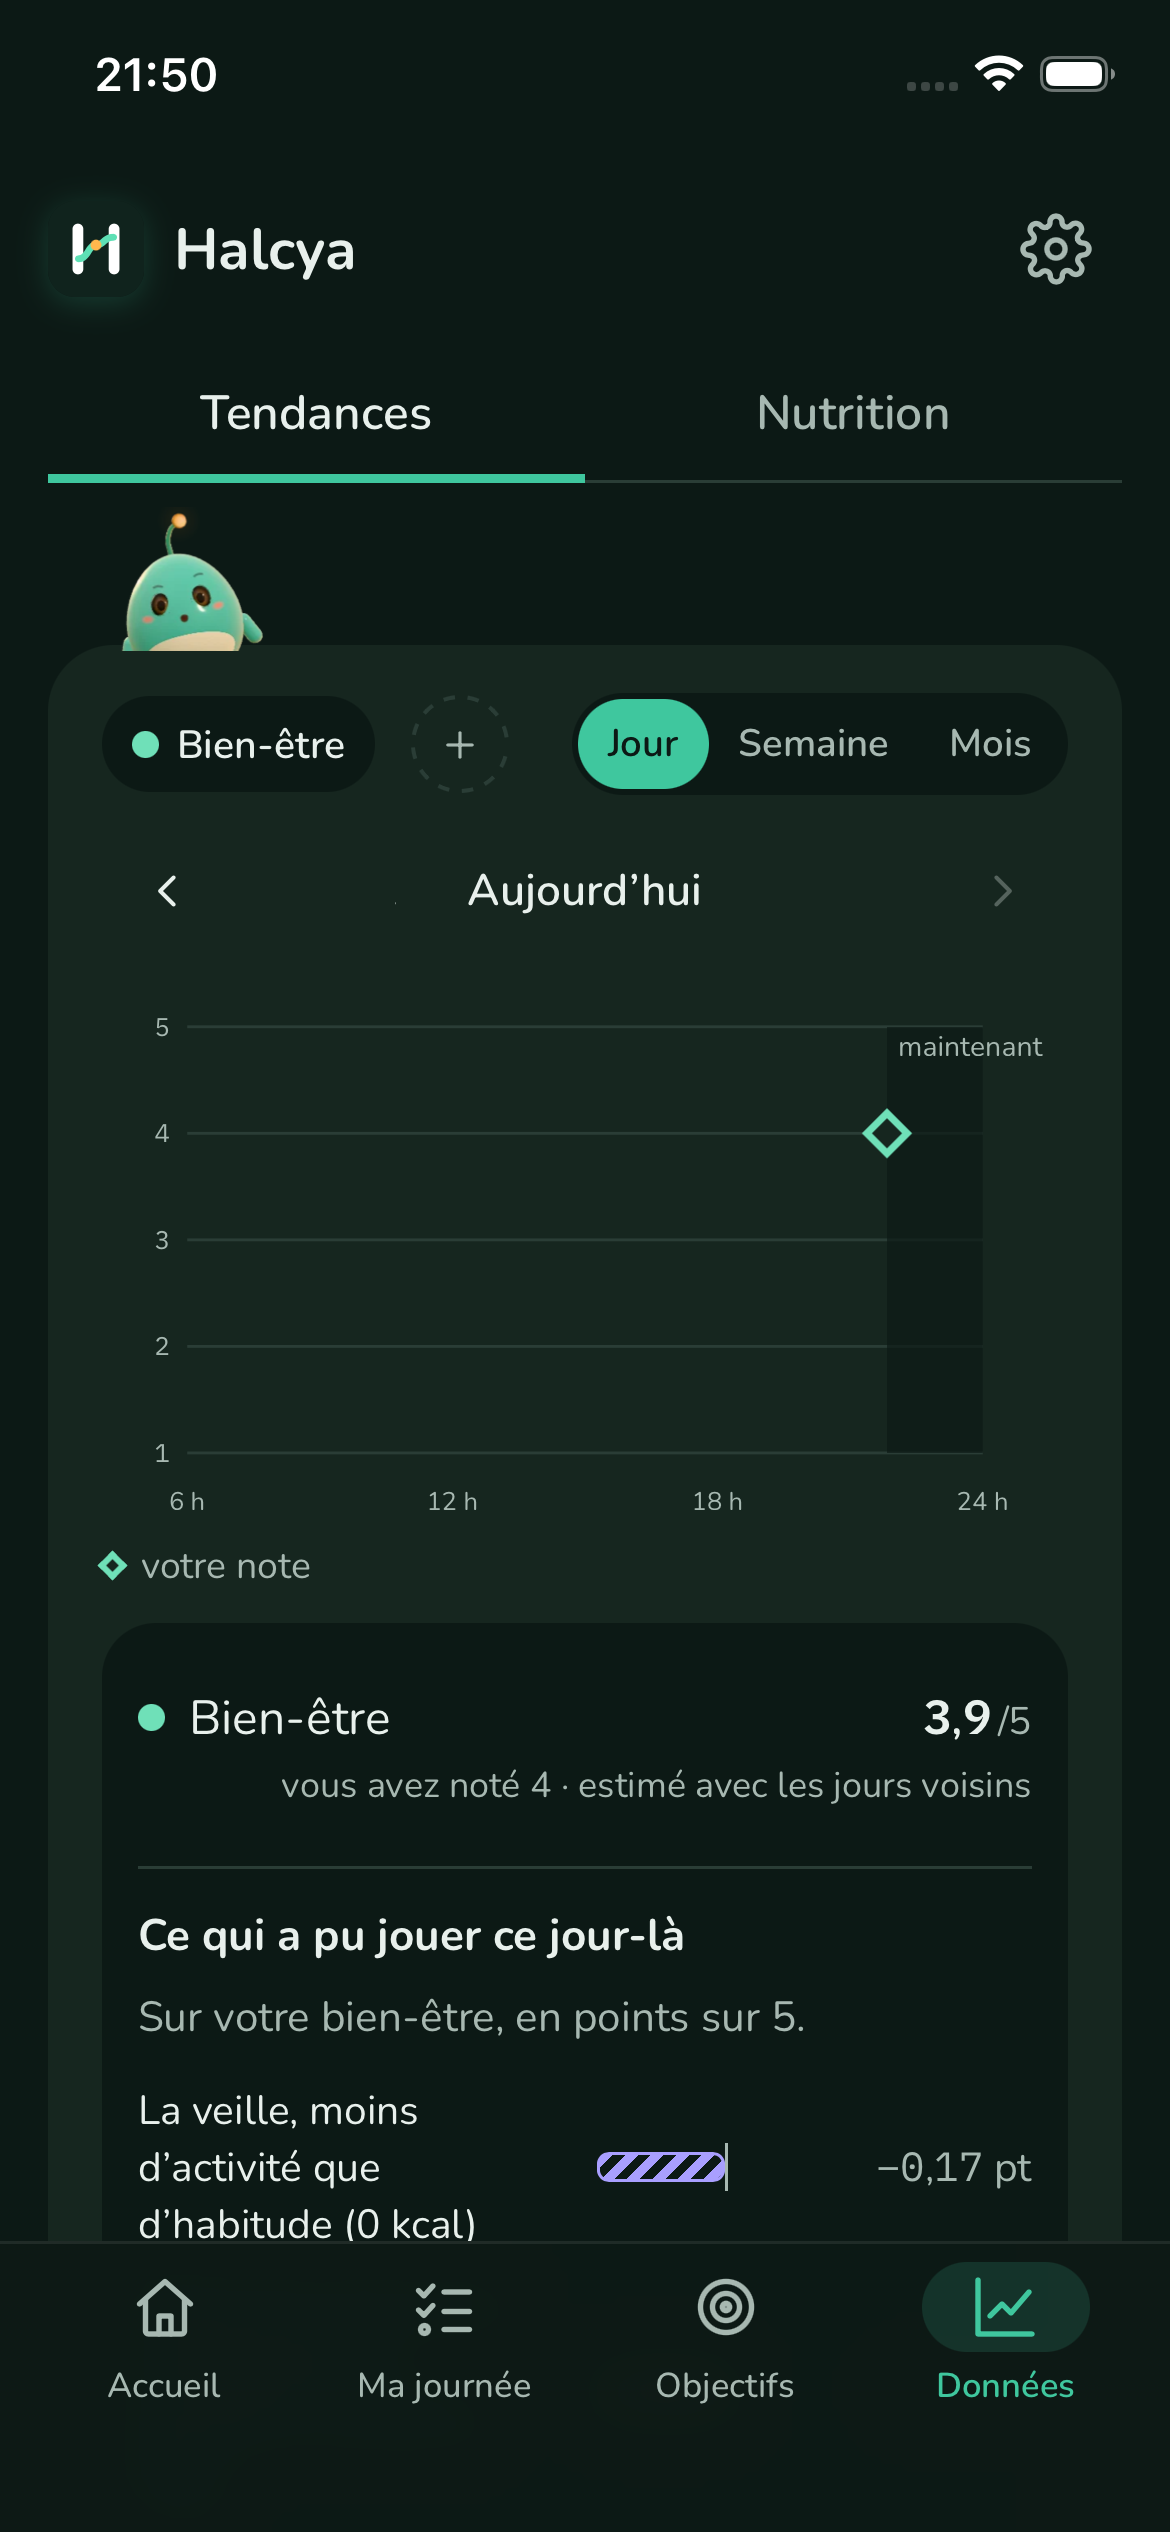 21:50
Halcya
Tendances
Nutrition
Bien-être
+
Jour
Semaine
Mois
Aujourd’hui
5
maintenant
4
3
2
1
6 h
12 h
18 h
24 h
votre note
Bien-être
3,9 /5
vous avez noté 4 · estimé avec les jours voisins
Ce qui a pu jouer ce jour-là
Sur votre bien-être, en points sur 5.
La veille, moins
d’activité que
d’habitude (0 kcal)
−0,17 pt
Accueil
Ma journée
Objectifs
Données